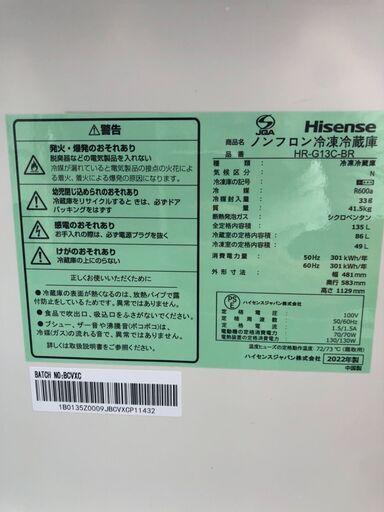 ⚠警告
発火・爆発のおそれあり
脱臭器などの電気製品を入れない
冷媒が漏れていると電気製品の接点の火花による着火、着火による爆発の原因になります。
幼児閉じ込められのおそれあり
冷蔵庫をリサイクルするときは、必ずドアパッキングをはずす
感電のおそれあり
お手入れの際は、必ず電源プラグを抜く
けがのおそれあり
冷蔵庫の上にのらない
正しくお使いいただくために
●冷蔵庫の表面が熱くなるのは、放熱パイプで露付防止をしているためで、異常ではありません。
●食品で吹出口、吸込口をふさがないでください。
●プシュー、ザー音や沸騰音(ポコポコ)は、冷媒(ガス)の流れる音で、異常ではありません。詳しくは取扱説明書をご覧ください。
JQA
Hisense
商品名 ノンフロン冷凍冷蔵庫
品番 HR-G13C-BR
種類 冷凍冷蔵庫
気候区分 N
冷凍庫の記号
冷媒 R600a
冷媒封入量 33g
質量 41.5kg
断熱発泡ガス シクロペンタン
全定格内容積 135 L
冷蔵室の定格内容積 86 L
冷凍室の定格内容積 49 L
消費電力量 50Hz 301 kWh/年
60Hz 301 kWh/年
外形寸法 幅 481mm
奥行 583mm
高さ 1129mm
PSE
ハイセンスジャパン株式会社
定格電圧 100V
定格周波数 50/60Hz
定格電流 1.5/1.5A
電動機の定格消費電力 70/70W
電熱装置の定格消費電力 130/130W
温度ヒューズの定格動作温度: 72/73 ℃(霜取用)
ハイセンスジャパン株式会社
2022年
中国製
BATCH NO:BCVXC
1B0135Z0009JBCVXCP11432